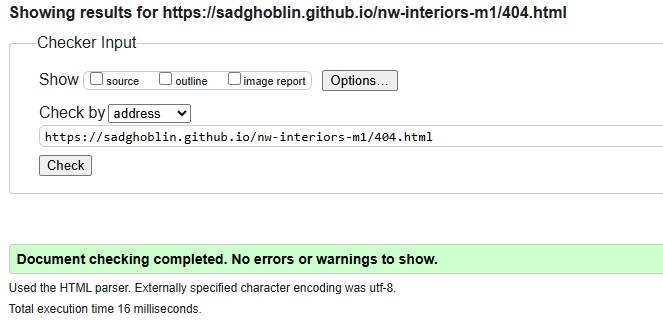 Showing results for https://sadghoblin.github.io/nw-interiors-m1/404.html
Checker Input
Show source outline image report Options...
Check by address
https://sadghoblin.github.io/nw-interiors-m1/404.html
Check
Document checking completed. No errors or warnings to show.
Used the HTML parser. Externally specified character encoding was utf-8.
Total execution time 16 milliseconds.